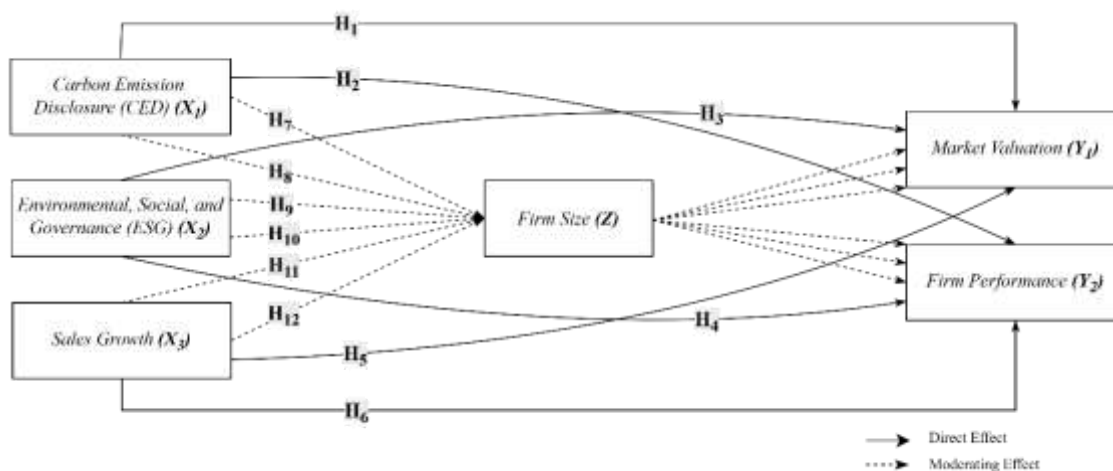 H1
Carbon Emission
Disclosure (CED) (X1)
H2
H3
Market Valuation (Y1)
H7
H8
Environmental, Social, and
Governance (ESG) (X2)
H9
H10
Firm Size (Z)
H11
Firm Performance (Y2)
H12
Sales Growth (X3)
H4
H5
H6
Direct Effect
Moderating Effect